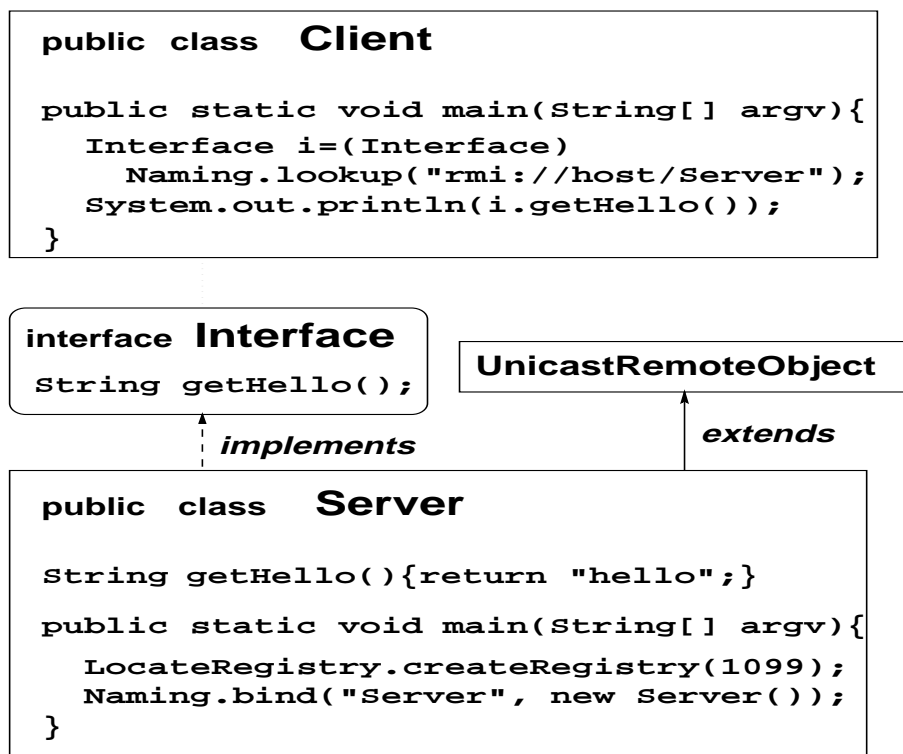 public class Client
public static void main(String[] argv){
Interface i=(Interface)
Naming.lookup("rmi://host/Server");
System.out.println(i.getHello());
}
interface Interface
String getHello();
UnicastRemoteObject
implements
extends
public class Server
String getHello(){return "hello";}
public static void main(String[] argv){
LocateRegistry.createRegistry(1099);
Naming.bind("Server", new Server());
}